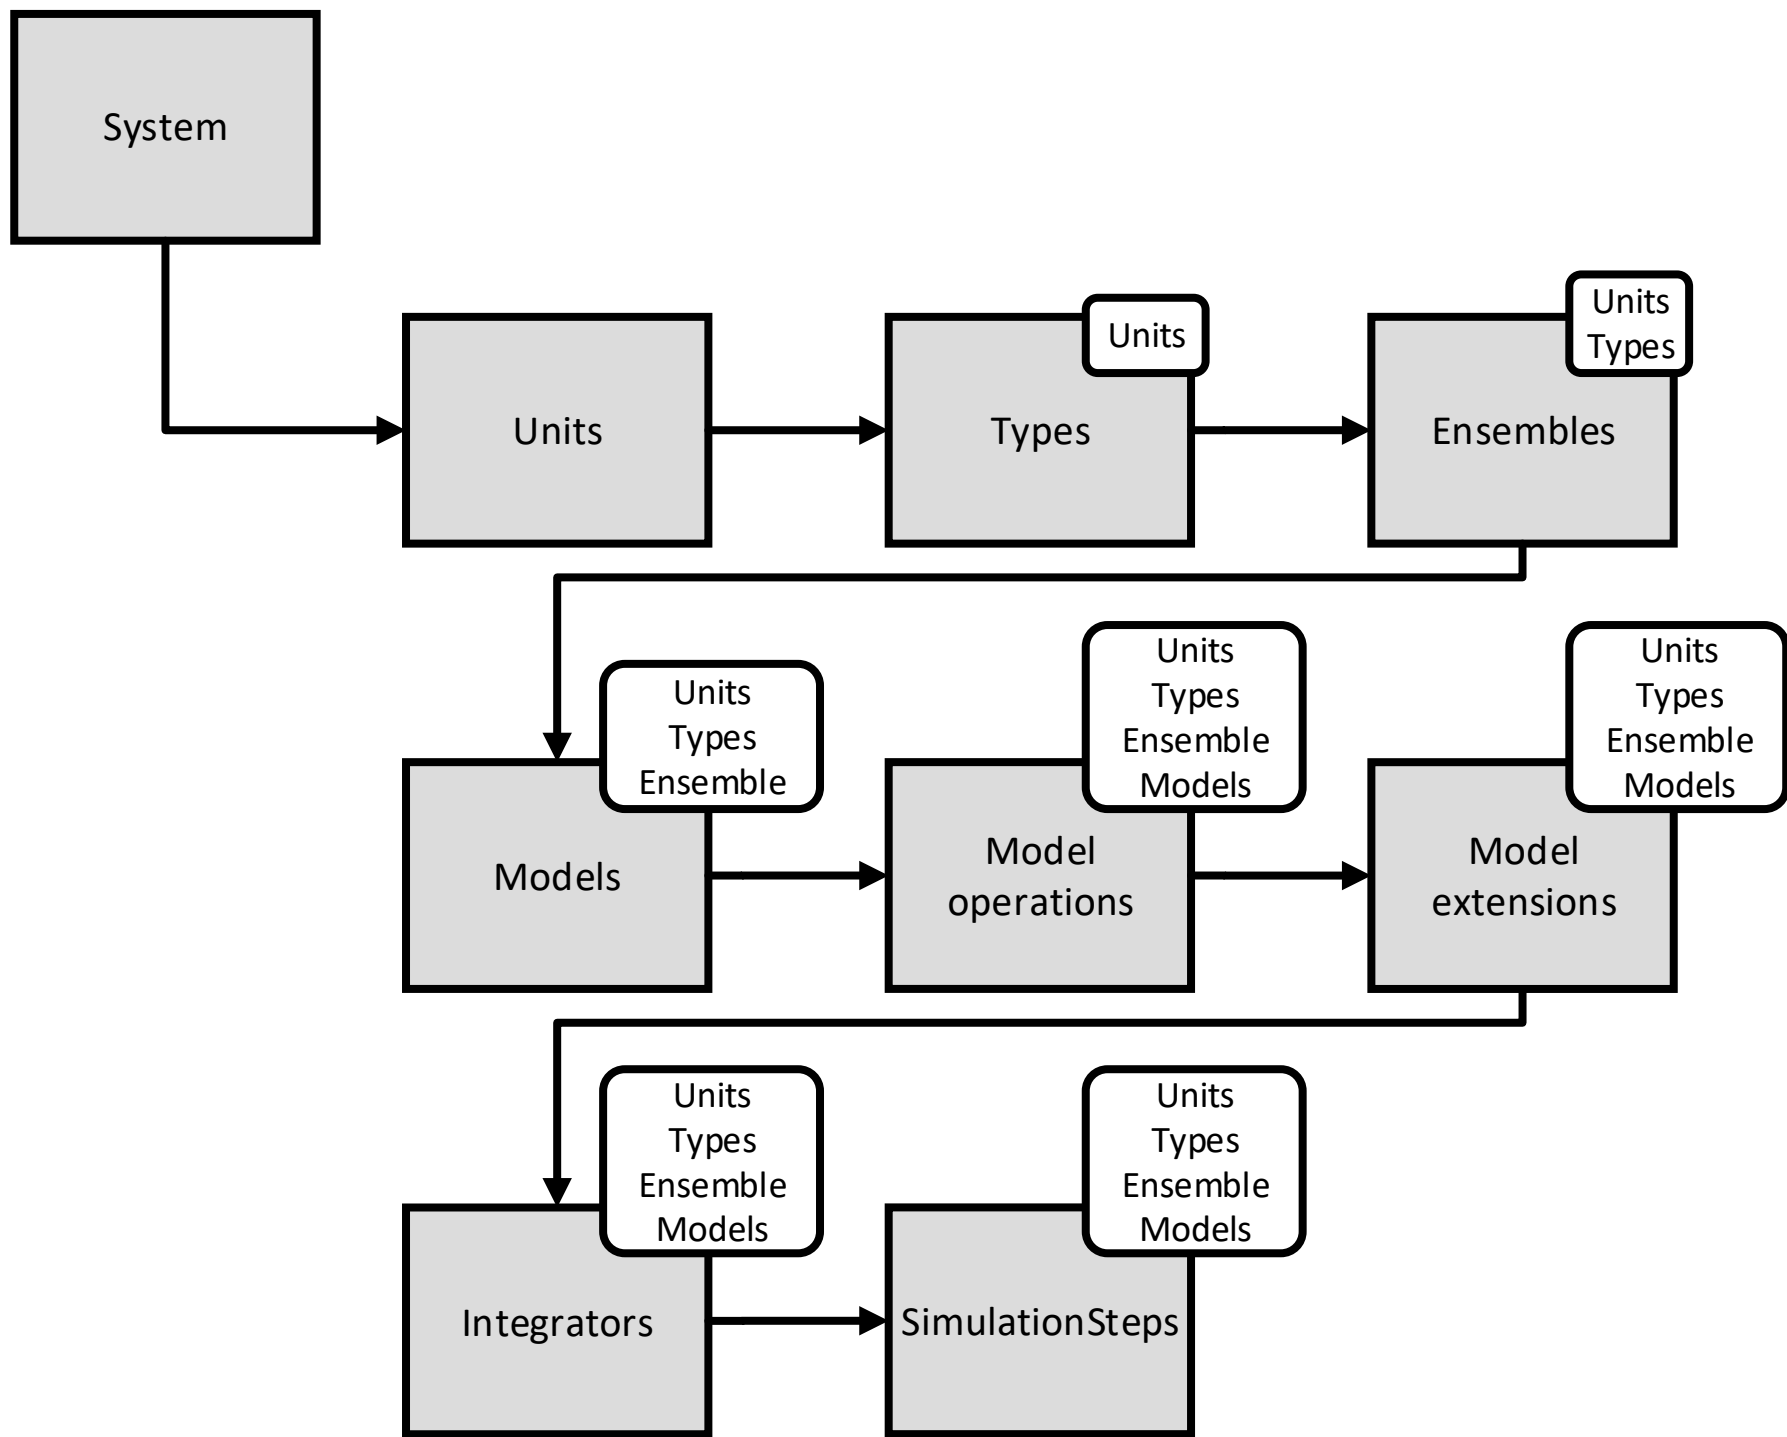 System
Units
Units
Types
Units
Types
Ensembles
Units
Types
Ensemble
Models
Units
Types
Ensemble
Models
Model
operations
Units
Types
Ensemble
Models
Model
extensions
Units
Types
Ensemble
Models
Integrators
Units
Types
Ensemble
Models
SimulationSteps